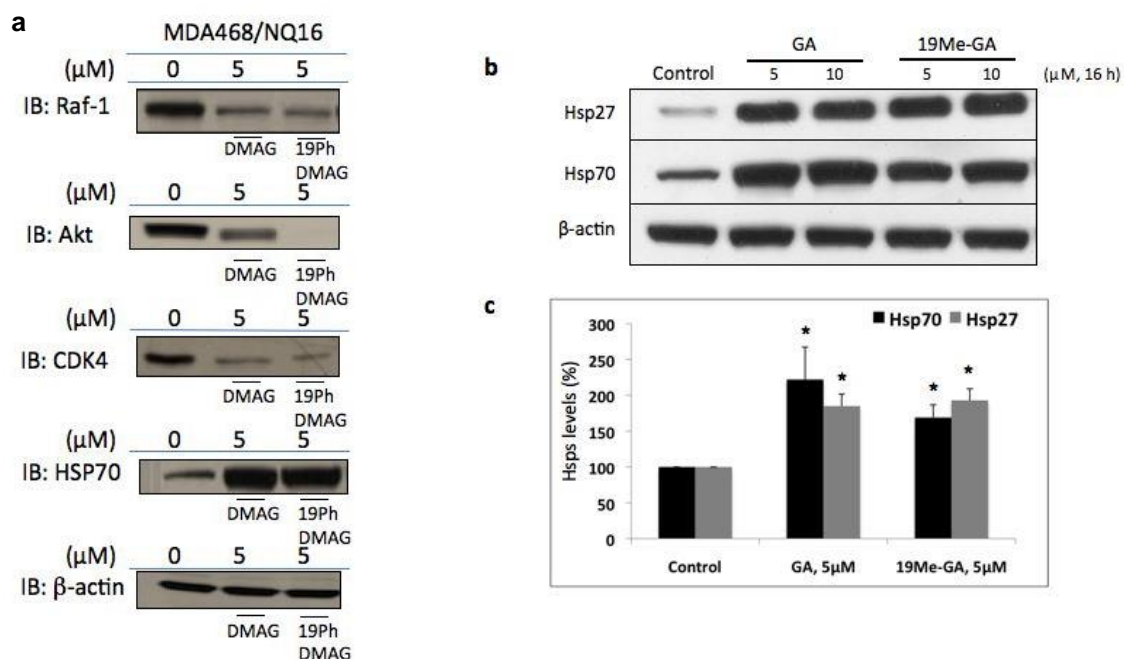 a
MDA468/NQ16
(µM) 0 5 5
IB: Raf-1
DMAG 19Ph
DMAG
(µM) 0 5 5
IB: Akt
DMAG 19Ph
DMAG
(µM) 0 5 5
IB: CDK4
DMAG 19Ph
DMAG
(µM) 0 5 5
IB: HSP70
DMAG 19Ph
DMAG
(µM) 0 5 5
IB: β-actin
DMAG 19Ph
DMAG
b
GA 19Me-GA
Control 5 10 5 10 (µM, 16 h)
Hsp27
Hsp70
β-actin
c
Hsp70 Hsp27
Hsps levels (%)
300
250
200
150
100
50
0
* * * *
Control GA, 5µM 19Me-GA, 5µM